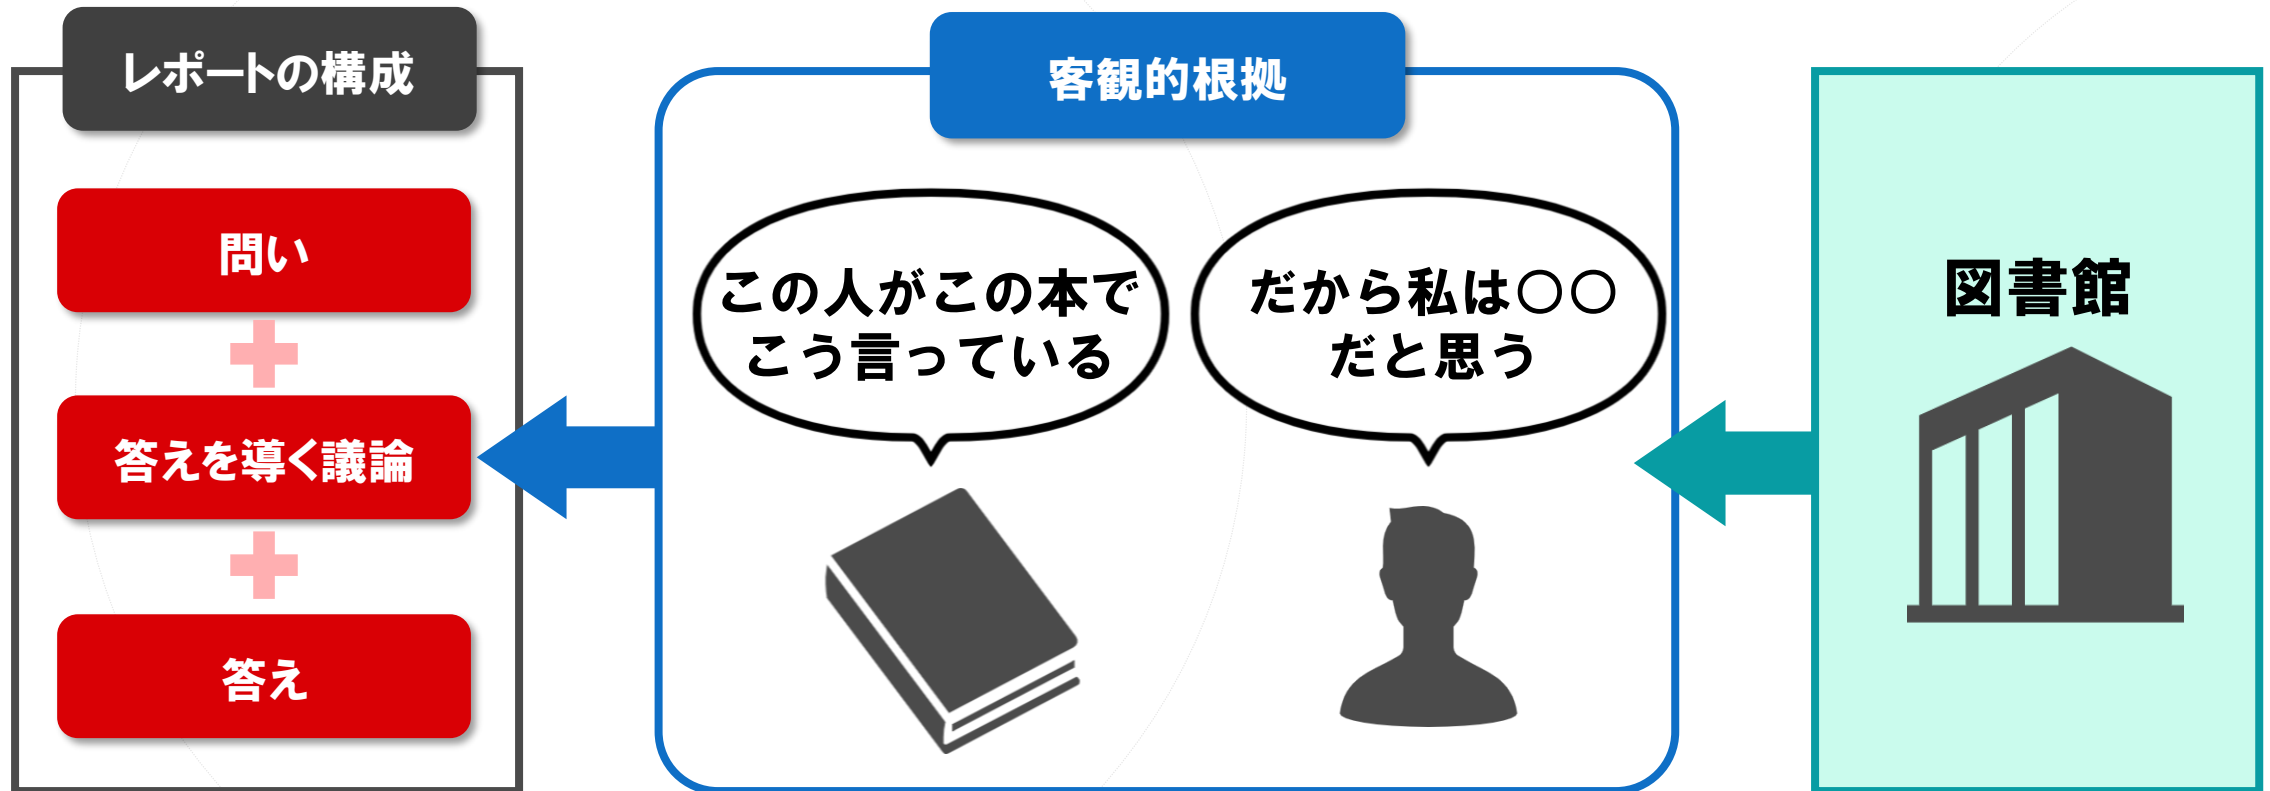 レポートの構成
問い
答えを導く議論
答え
客観的根拠
この人がこの本で
こう言っている
だから私は○○
だと思う
図書館